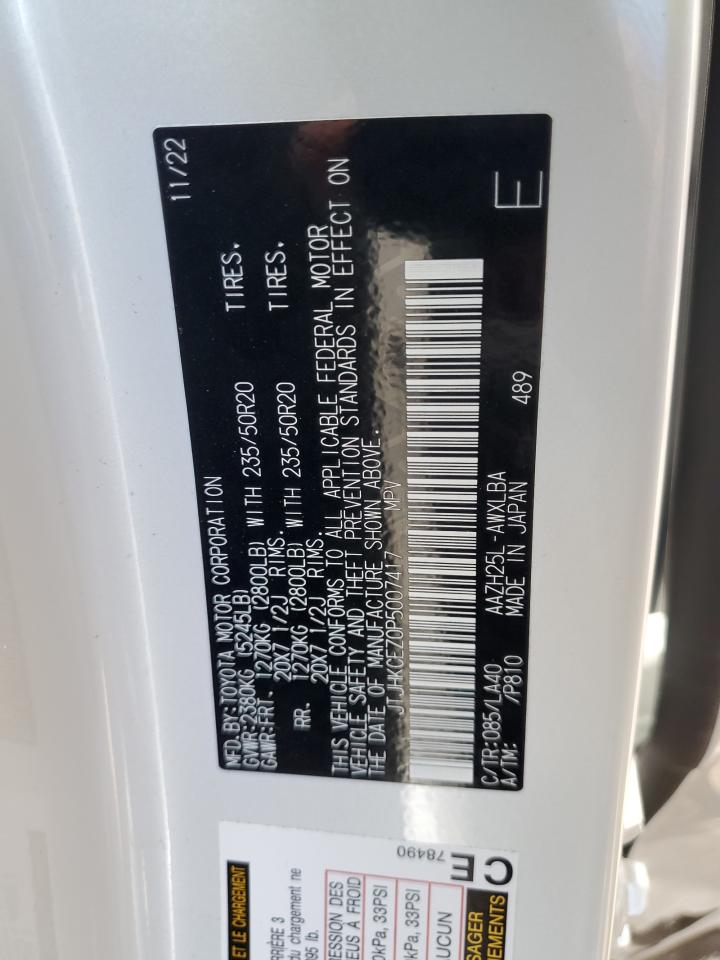 MFD.BY:TOYOTA MOTOR CORPORATION 11/22
GVWR:2380KG (5245LB)
GAWR:FRT. 1270KG (2800LB) WITH 235/50R20 TIRES.
20X7 1/2J RIMS.
RR. 1270KG (2800LB) WITH 235/50R20 TIRES.
20X7 1/2J RIMS.
THIS VEHICLE CONFORMS TO ALL APPLICABLE FEDERAL MOTOR
VEHICLE SAFETY AND THEFT PREVENTION STANDARDS IN EFFECT ON
THE DATE OF MANUFACTURE SHOWN ABOVE.
JTJHKCEZ0P5007417 MPV
C/TR:085/LA40 AAZH25L-AWXLBA 489 E
A/TM: /P810 MADE IN JAPAN
ET LE CHARGEMENT
RRIÈRE 3
du chargement ne
95 lb.
RESSION DES
EUS À FROID
kPa, 33PSI
kPa, 33PSI
UCUN
SAGER
EMENTS
CE
78490